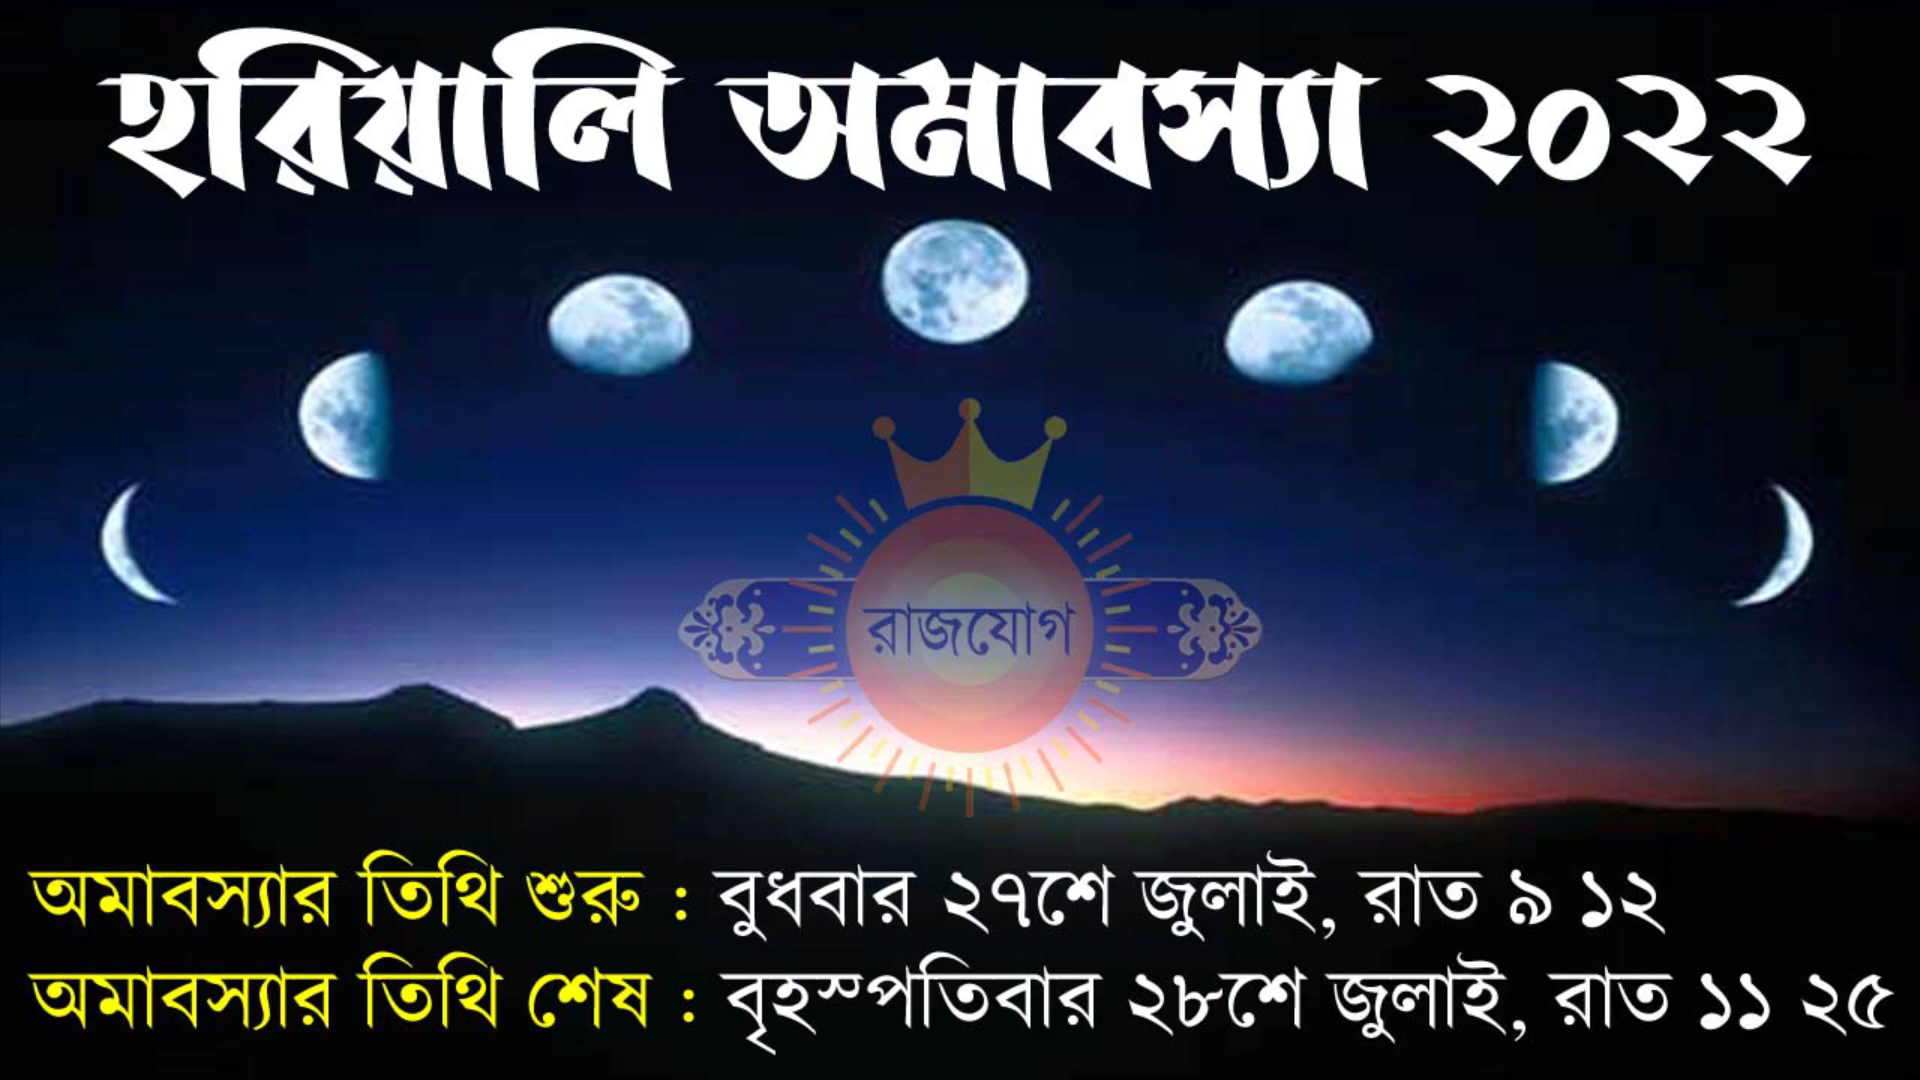 হরিয়ালি অমাবস্যা ২০২২
রাজযোগ
অমাবস্যার তিথি শুরু : বুধবার ২৭শে জুলাই, রাত ৯ ১২
অমাবস্যার তিথি শেষ : বৃহস্পতিবার ২৮শে জুলাই, রাত ১১ ২৫